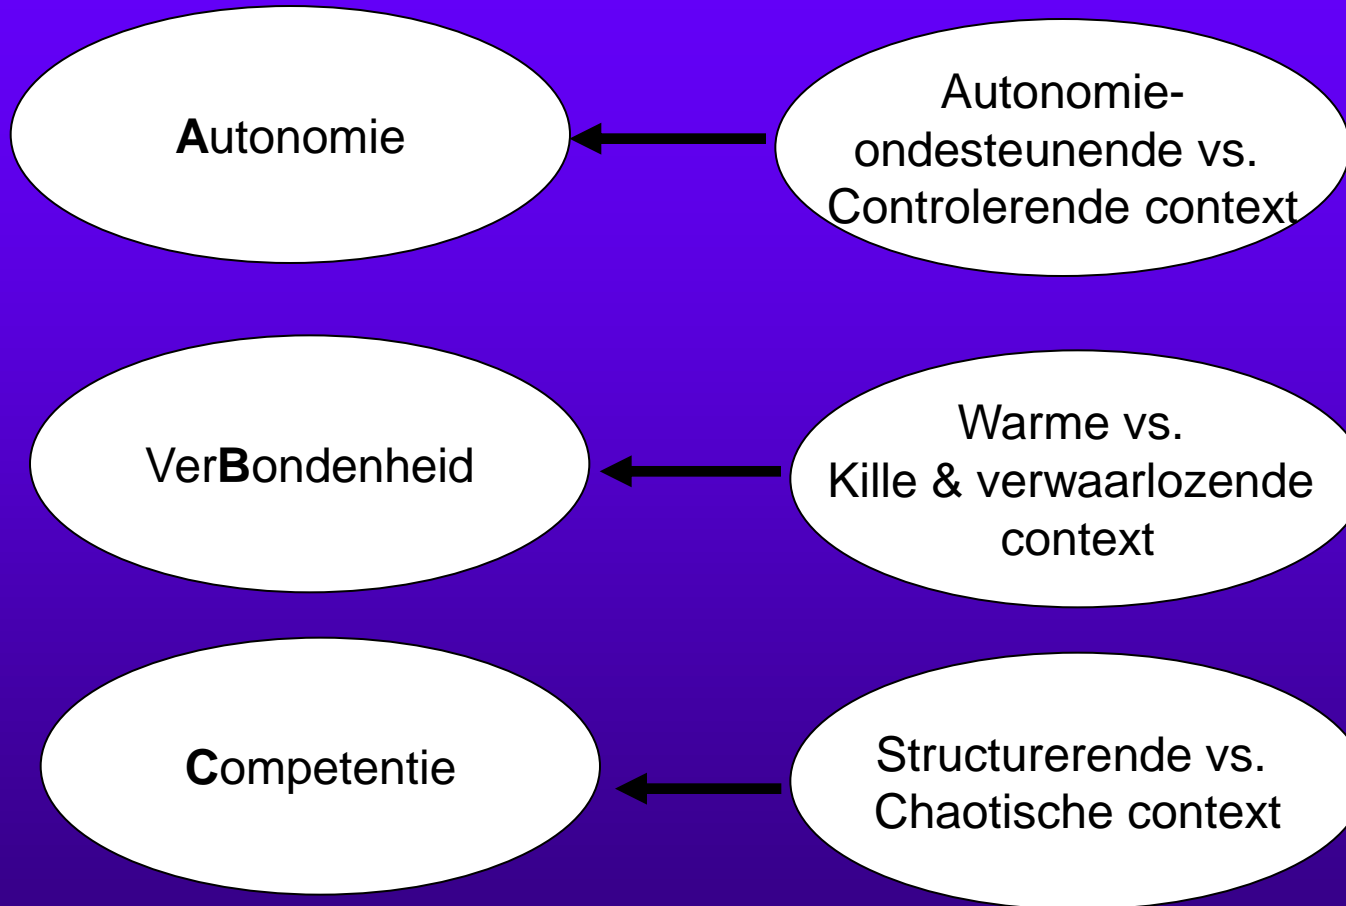 Autonomie
Autonomie-
ondesteunende vs.
Controlerende context
VerBondenheid
Warme vs.
Kille & verwaarlozende
context
Competentie
Structurerende vs.
Chaotische context